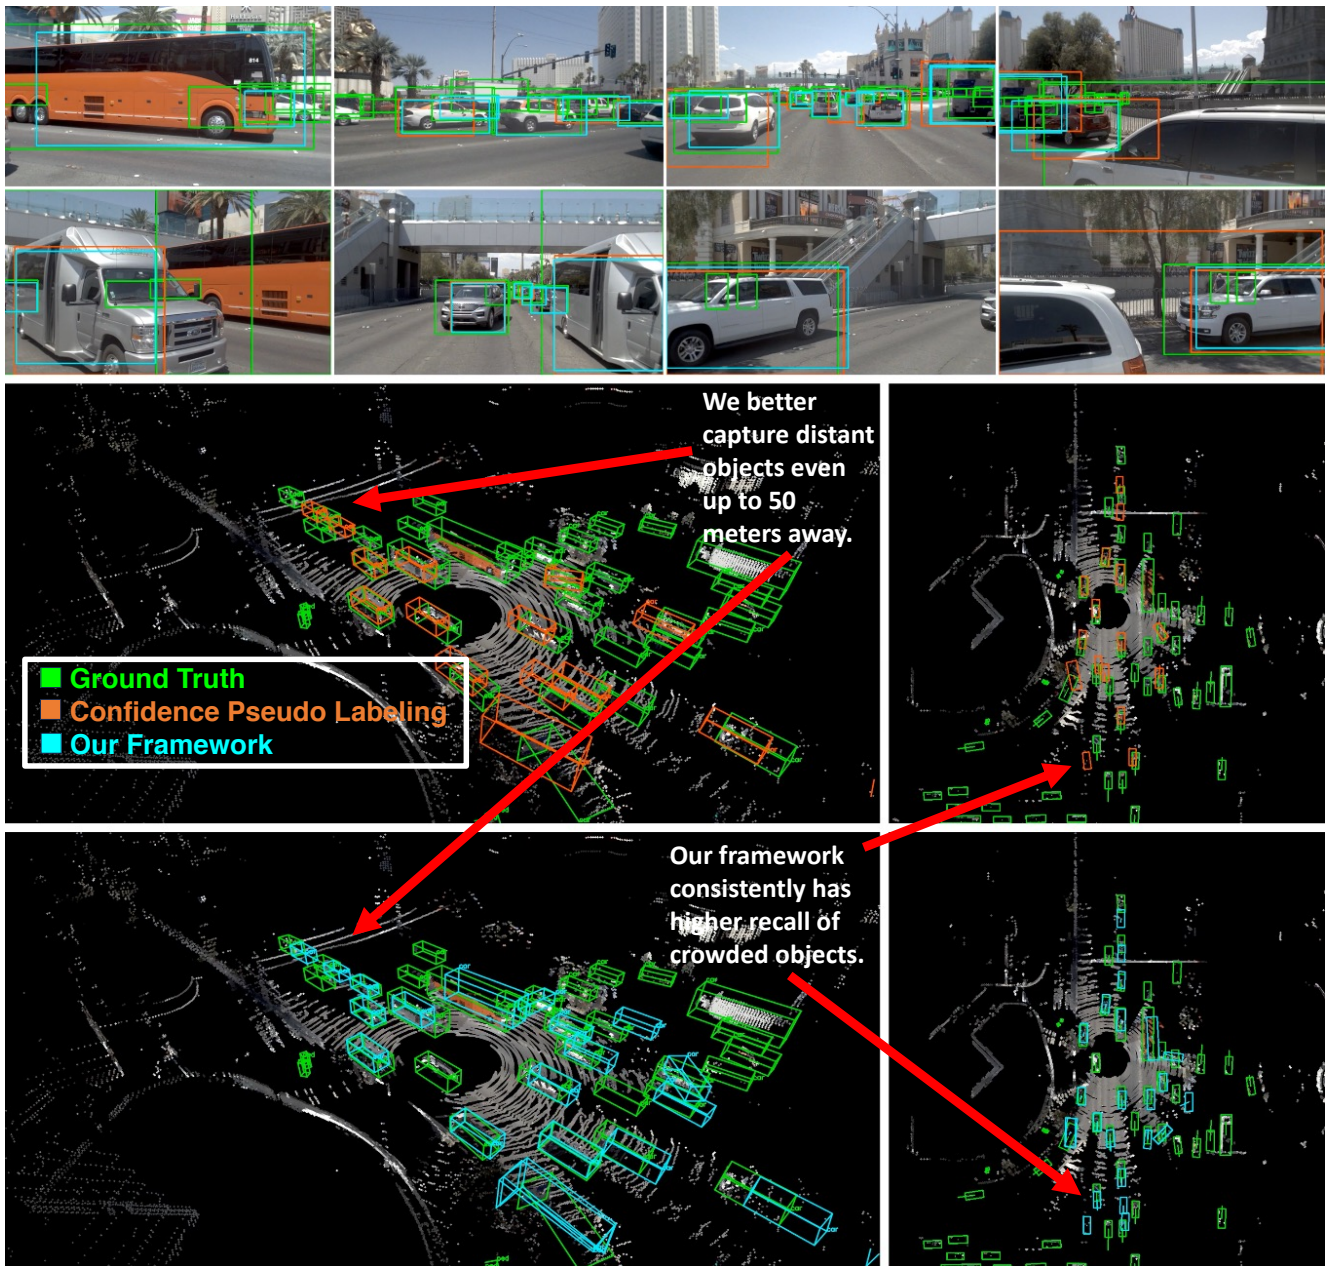 814
We better
capture distant
objects even
up to 50
meters away.
Ground Truth
Confidence Pseudo Labeling
Our Framework
Our framework
consistently has
higher recall of
crowded objects.